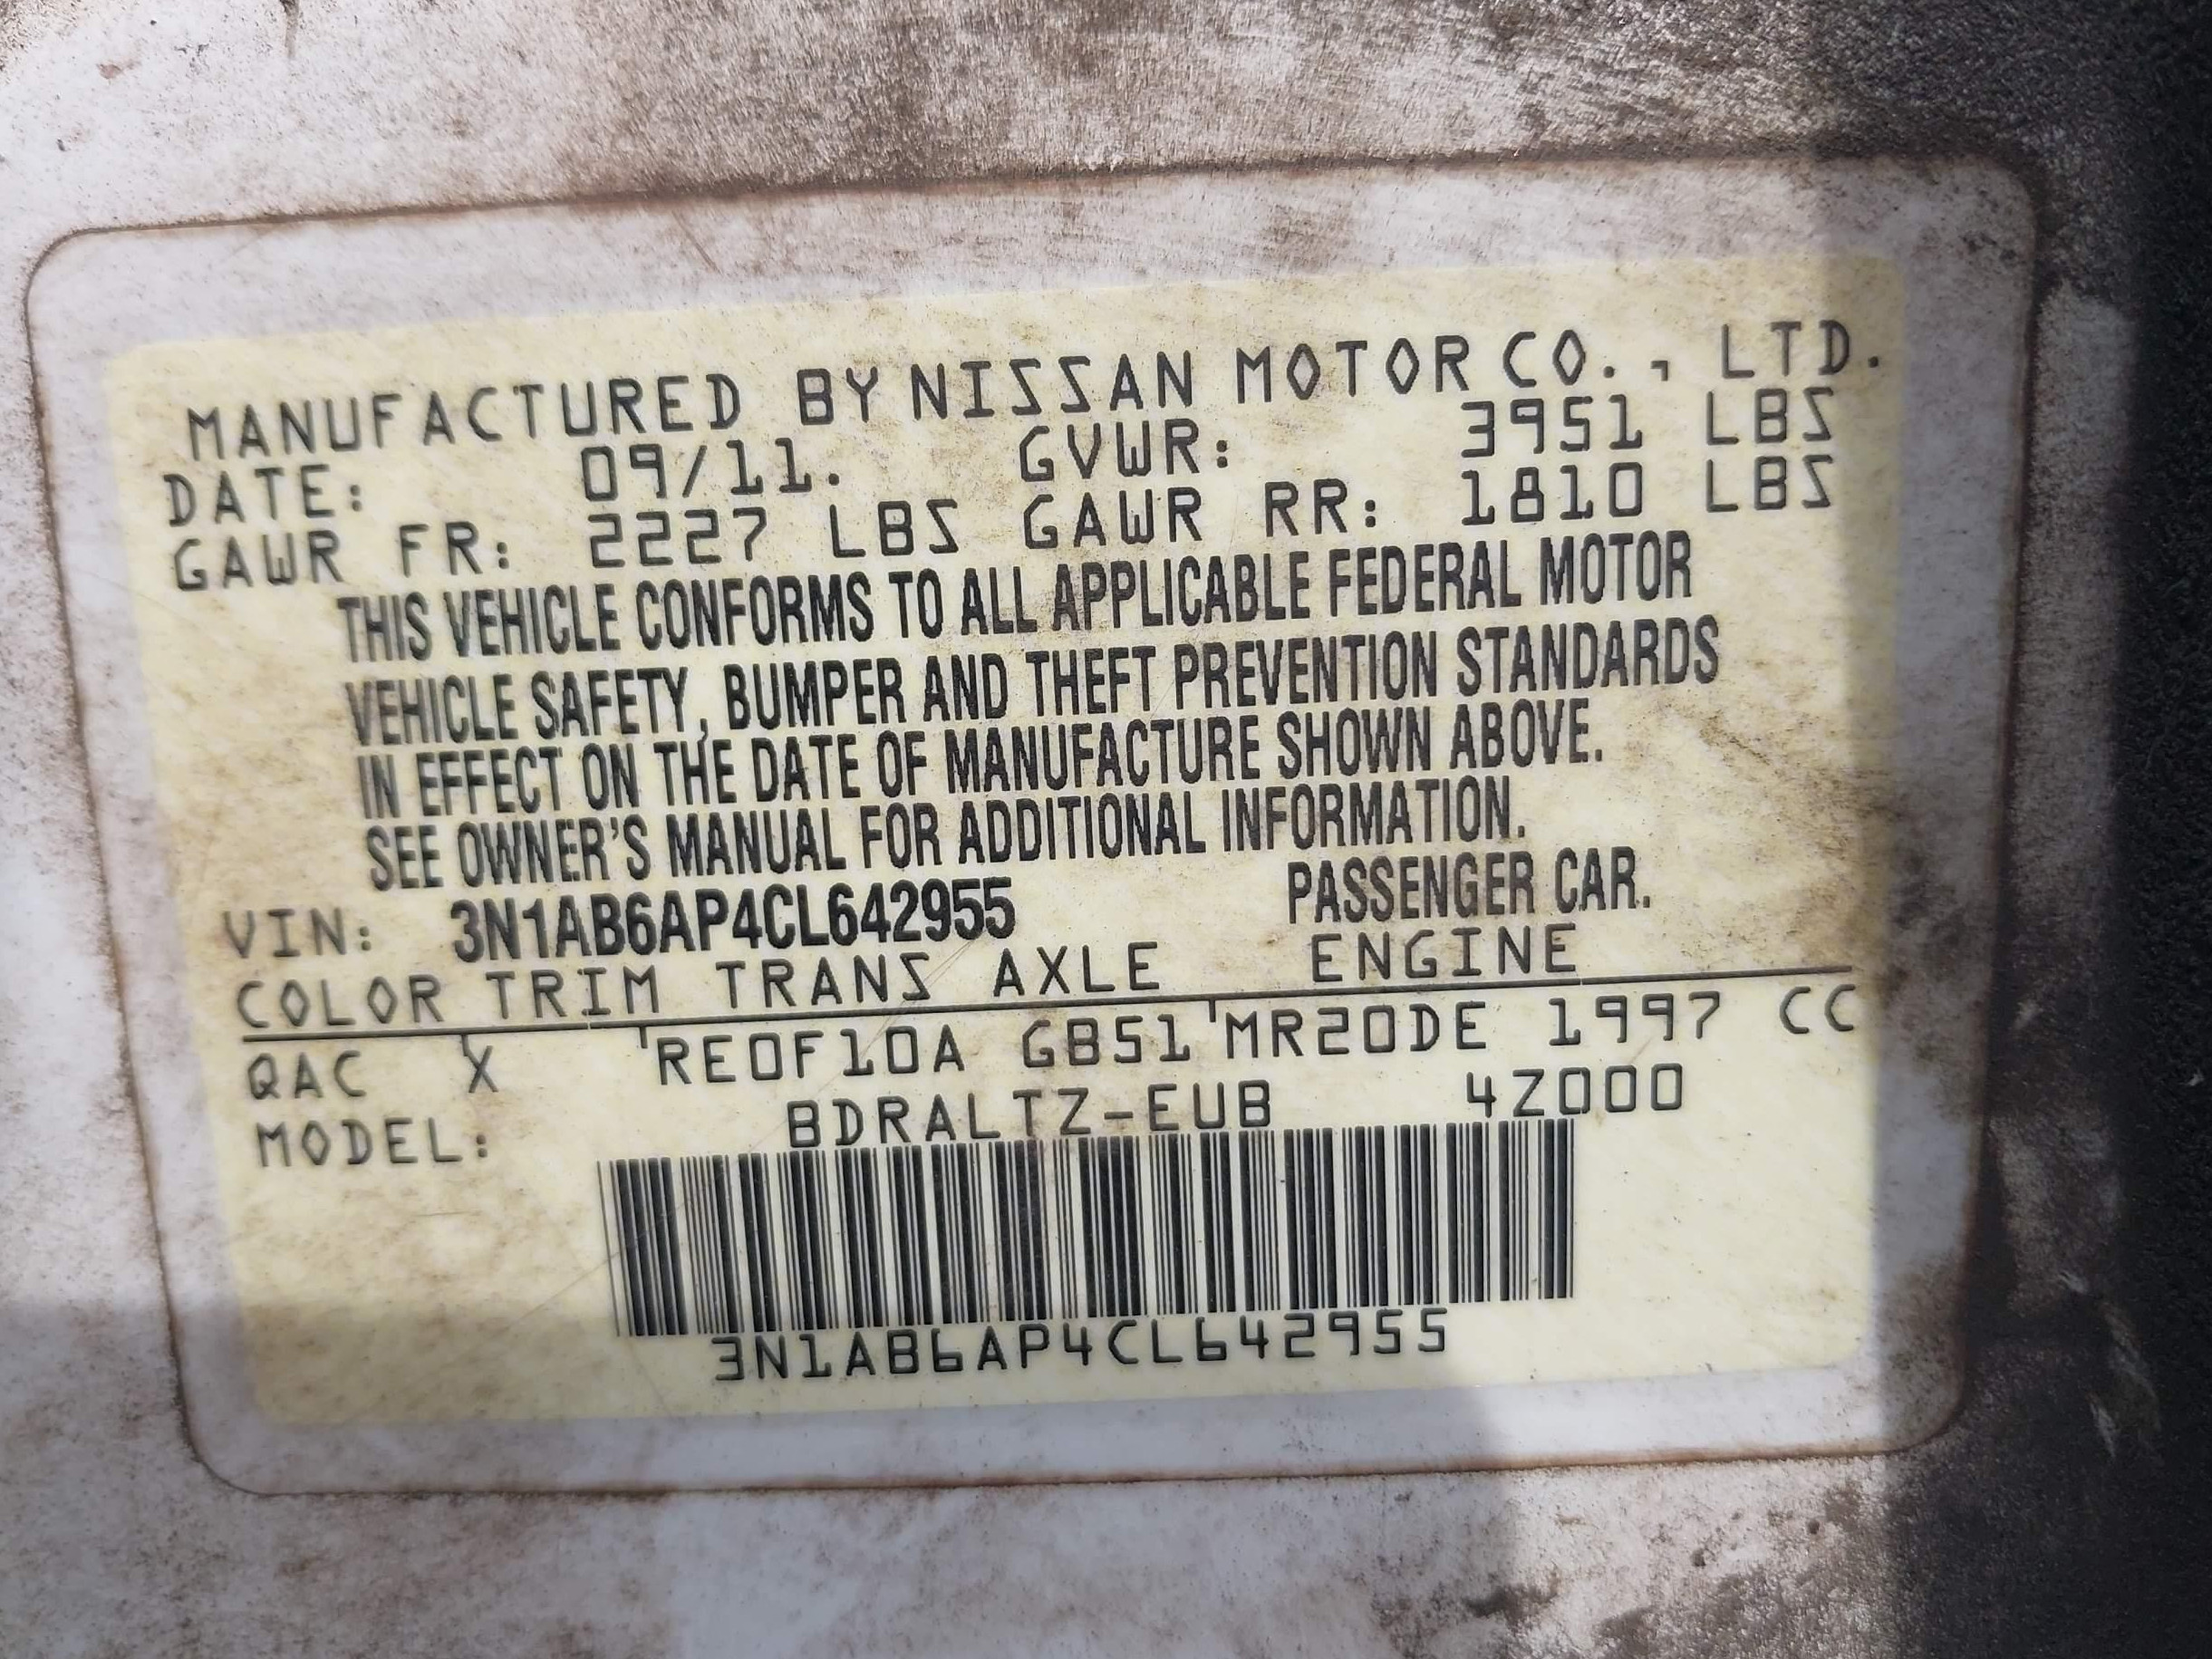 MANUFACTURED BY NISSAN MOTOR CO., LTD.
DATE: 09/11. GVWR: 3951 LBS
GAWR FR: 2227 LBS GAWR RR: 1810 LBS
THIS VEHICLE CONFORMS TO ALL APPLICABLE FEDERAL MOTOR
VEHICLE SAFETY, BUMPER AND THEFT PREVENTION STANDARDS
IN EFFECT ON THE DATE OF MANUFACTURE SHOWN ABOVE.
SEE OWNER'S MANUAL FOR ADDITIONAL INFORMATION.
VIN: 3N1AB6AP4CL642955 PASSENGER CAR.
COLOR TRIM TRANS AXLE ENGINE
QAC X RE0F10A GB51 MR20DE 1997 CC
MODEL: BDRALTZ-EUB 4Z000
3N1AB6AP4CL642955